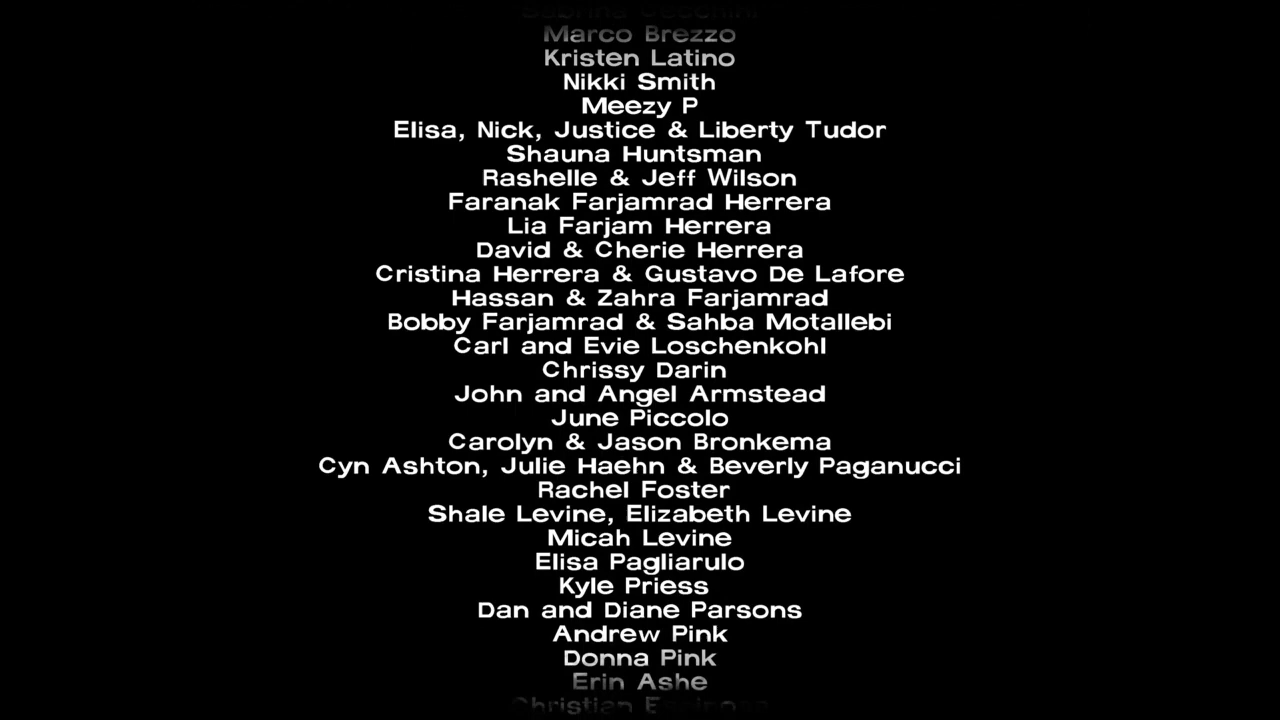 Sabrina Cecchini
Marco Brezzo
Kristen Latino
Nikki Smith
Meezy P
Elisa, Nick, Justice & Liberty Tudor
Shauna Huntsman
Rashelle & Jeff Wilson
Faranak Farjamrad Herrera
Lia Farjam Herrera
David & Cherie Herrera
Cristina Herrera & Gustavo De Lafore
Hassan & Zahra Farjamrad
Bobby Farjamrad & Sahba Motallebi
Carl and Evie Loschenkohl
Chrissy Darin
John and Angel Armstead
June Piccolo
Carolyn & Jason Bronkema
Cyn Ashton, Julie Haehn & Beverly Paganucci
Rachel Foster
Shale Levine, Elizabeth Levine
Micah Levine
Elisa Pagliarulo
Kyle Priess
Dan and Diane Parsons
Andrew Pink
Donna Pink
Erin Ashe
Christian